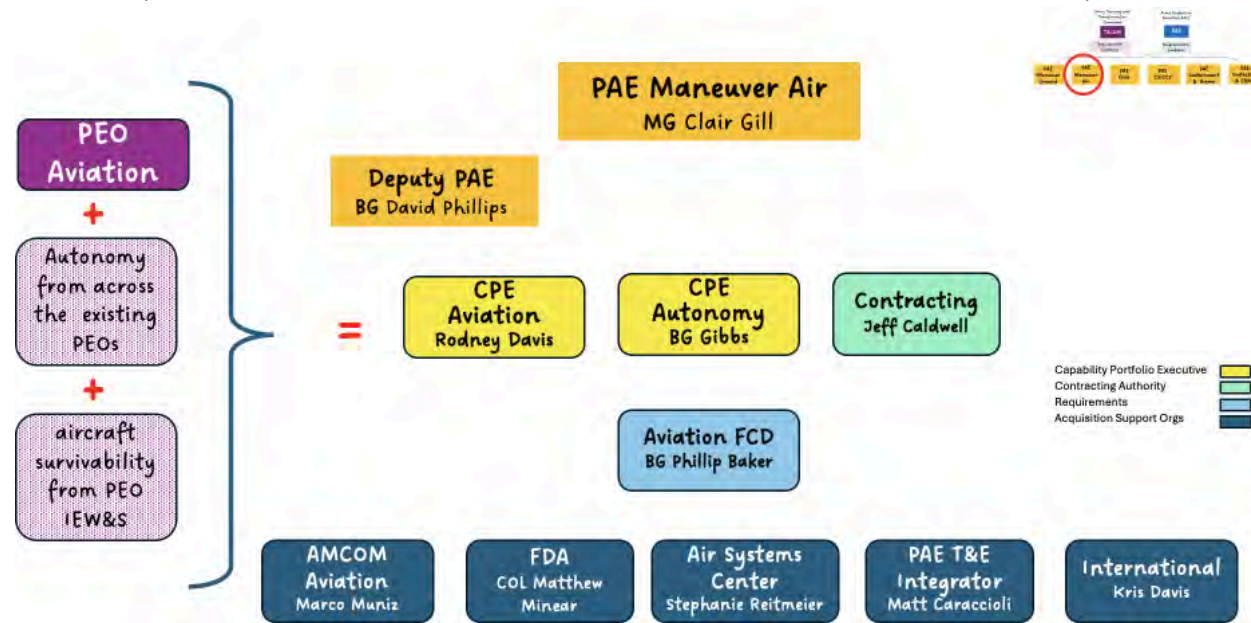 PAE Maneuver Air
MG Clair Gill
PEO
Aviation
+
Autonomy
from across
the existing
PEOs
+
aircraft
survivability
from PEO
IEW&S
=
Deputy PAE
BG David Phillips
CPE
Aviation
Rodney Davis
CPE
Autonomy
BG Gibbs
Contracting
Jeff Caldwell
Aviation FCD
BG Phillip Baker
Capability Portfolio Executive
Contracting Authority
Requirements
Acquisition Support Orgs
AMCOM
Aviation
Marco Muniz
FDA
COL Matthew
Minear
Air Systems
Center
Stephanie Reitmeier
PAE T&E
Integrator
Matt Caraccioli
International
Kris Davis
PAE
Maneuver
Air